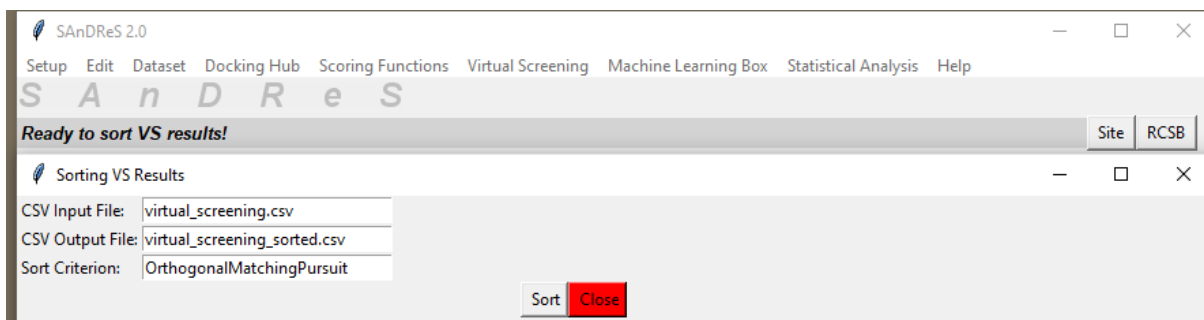 SAnDReS 2.0
Setup Edit Dataset Docking Hub Scoring Functions Virtual Screening Machine Learning Box Statistical Analysis Help
S A n D R e S
Ready to sort VS results! Site RCSB
Sorting VS Results
CSV Input File: virtual_screening.csv
CSV Output File: virtual_screening_sorted.csv
Sort Criterion: OrthogonalMatchingPursuit
Sort Close